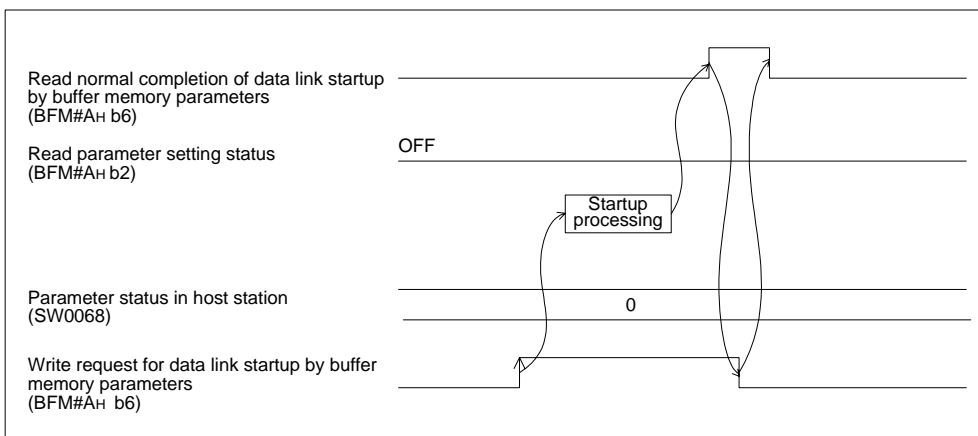 Read normal completion of data link startup
by buffer memory parameters
(BFM#AH b6)
Read parameter setting status
(BFM#AH b2)
OFF
Startup
processing
Parameter status in host station
(SW0068)
0
Write request for data link startup by buffer
memory parameters
(BFM#AH b6)